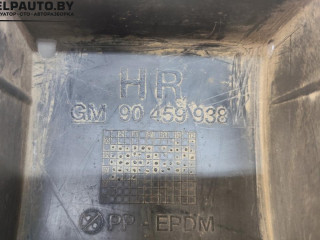 ELPAUTO.BY
HR
GM 90 459 938
PP - EPDM